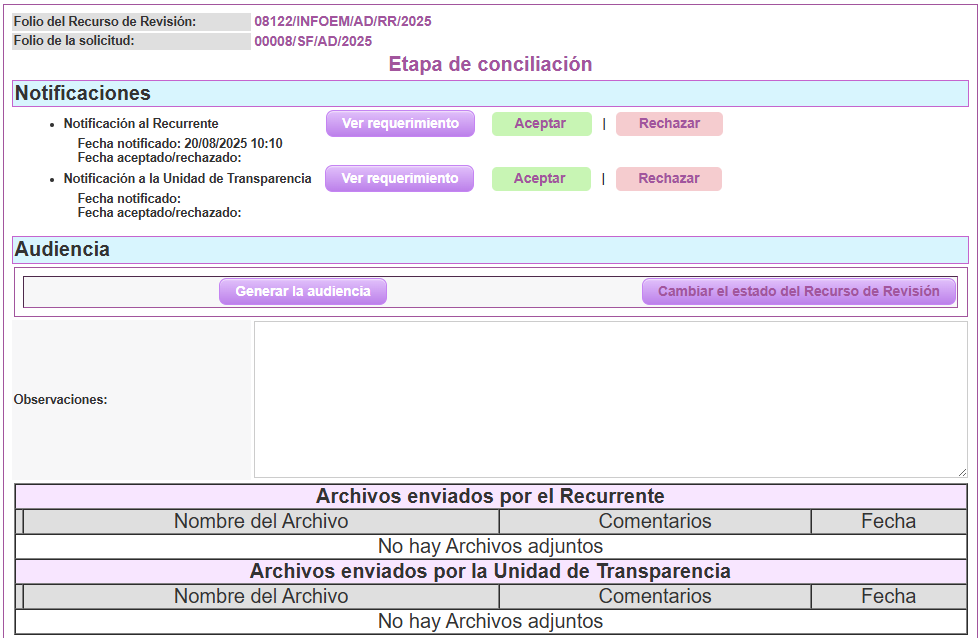 Folio del Recurso de Revisión: 08122/INFOEM/AD/RR/2025
Folio de la solicitud: 00008/SF/AD/2025
Etapa de conciliación
Notificaciones
• Notificación al Recurrente Ver requerimiento Aceptar | Rechazar
Fecha notificado: 20/08/2025 10:10
Fecha aceptado/rechazado:
• Notificación a la Unidad de Transparencia Ver requerimiento Aceptar | Rechazar
Fecha notificado:
Fecha aceptado/rechazado:
Audiencia
Generar la audiencia Cambiar el estado del Recurso de Revisión
Observaciones:
Archivos enviados por el Recurrente
Nombre del Archivo Comentarios Fecha
No hay Archivos adjuntos
Archivos enviados por la Unidad de Transparencia
Nombre del Archivo Comentarios Fecha
No hay Archivos adjuntos